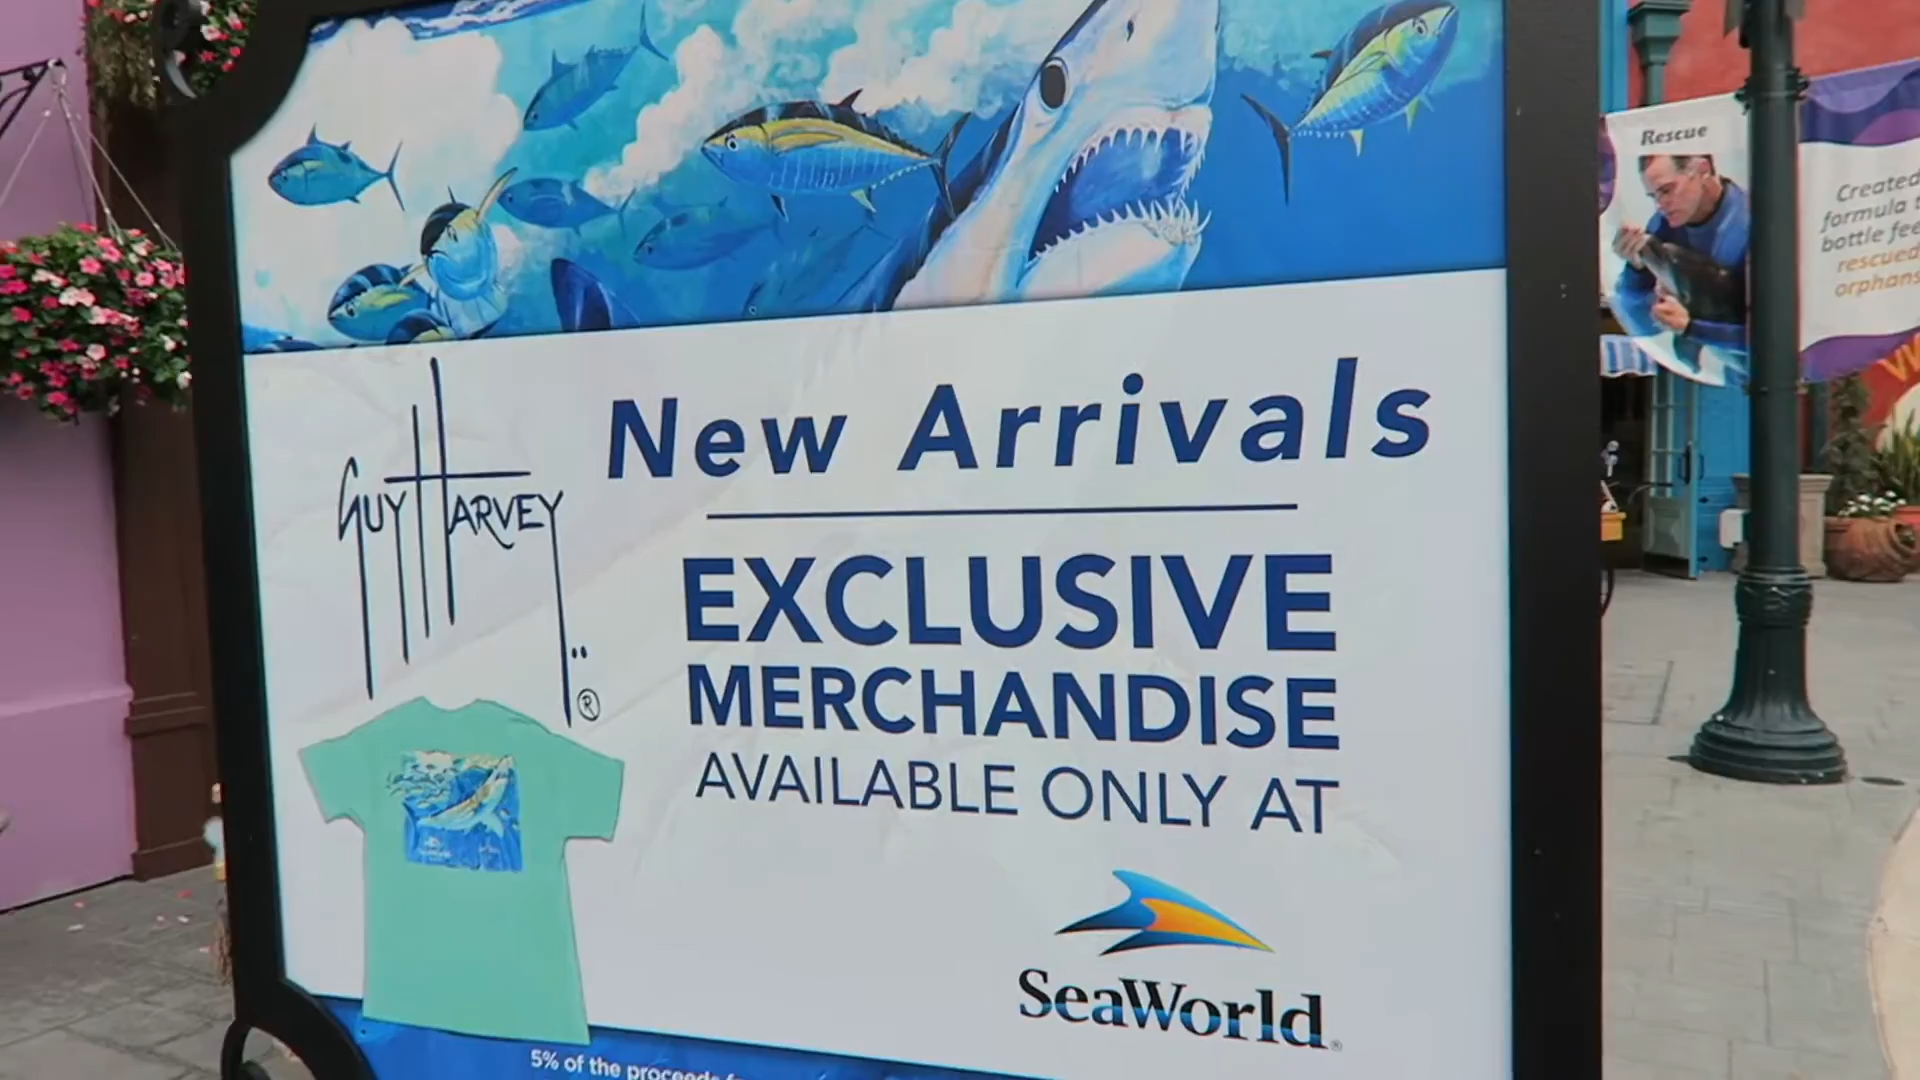 GUY HARVEY
®
New Arrivals
EXCLUSIVE
MERCHANDISE
AVAILABLE ONLY AT
SeaWorld®
5% of the proceeds
Rescue
Created
formula
bottle
rescued
orphans